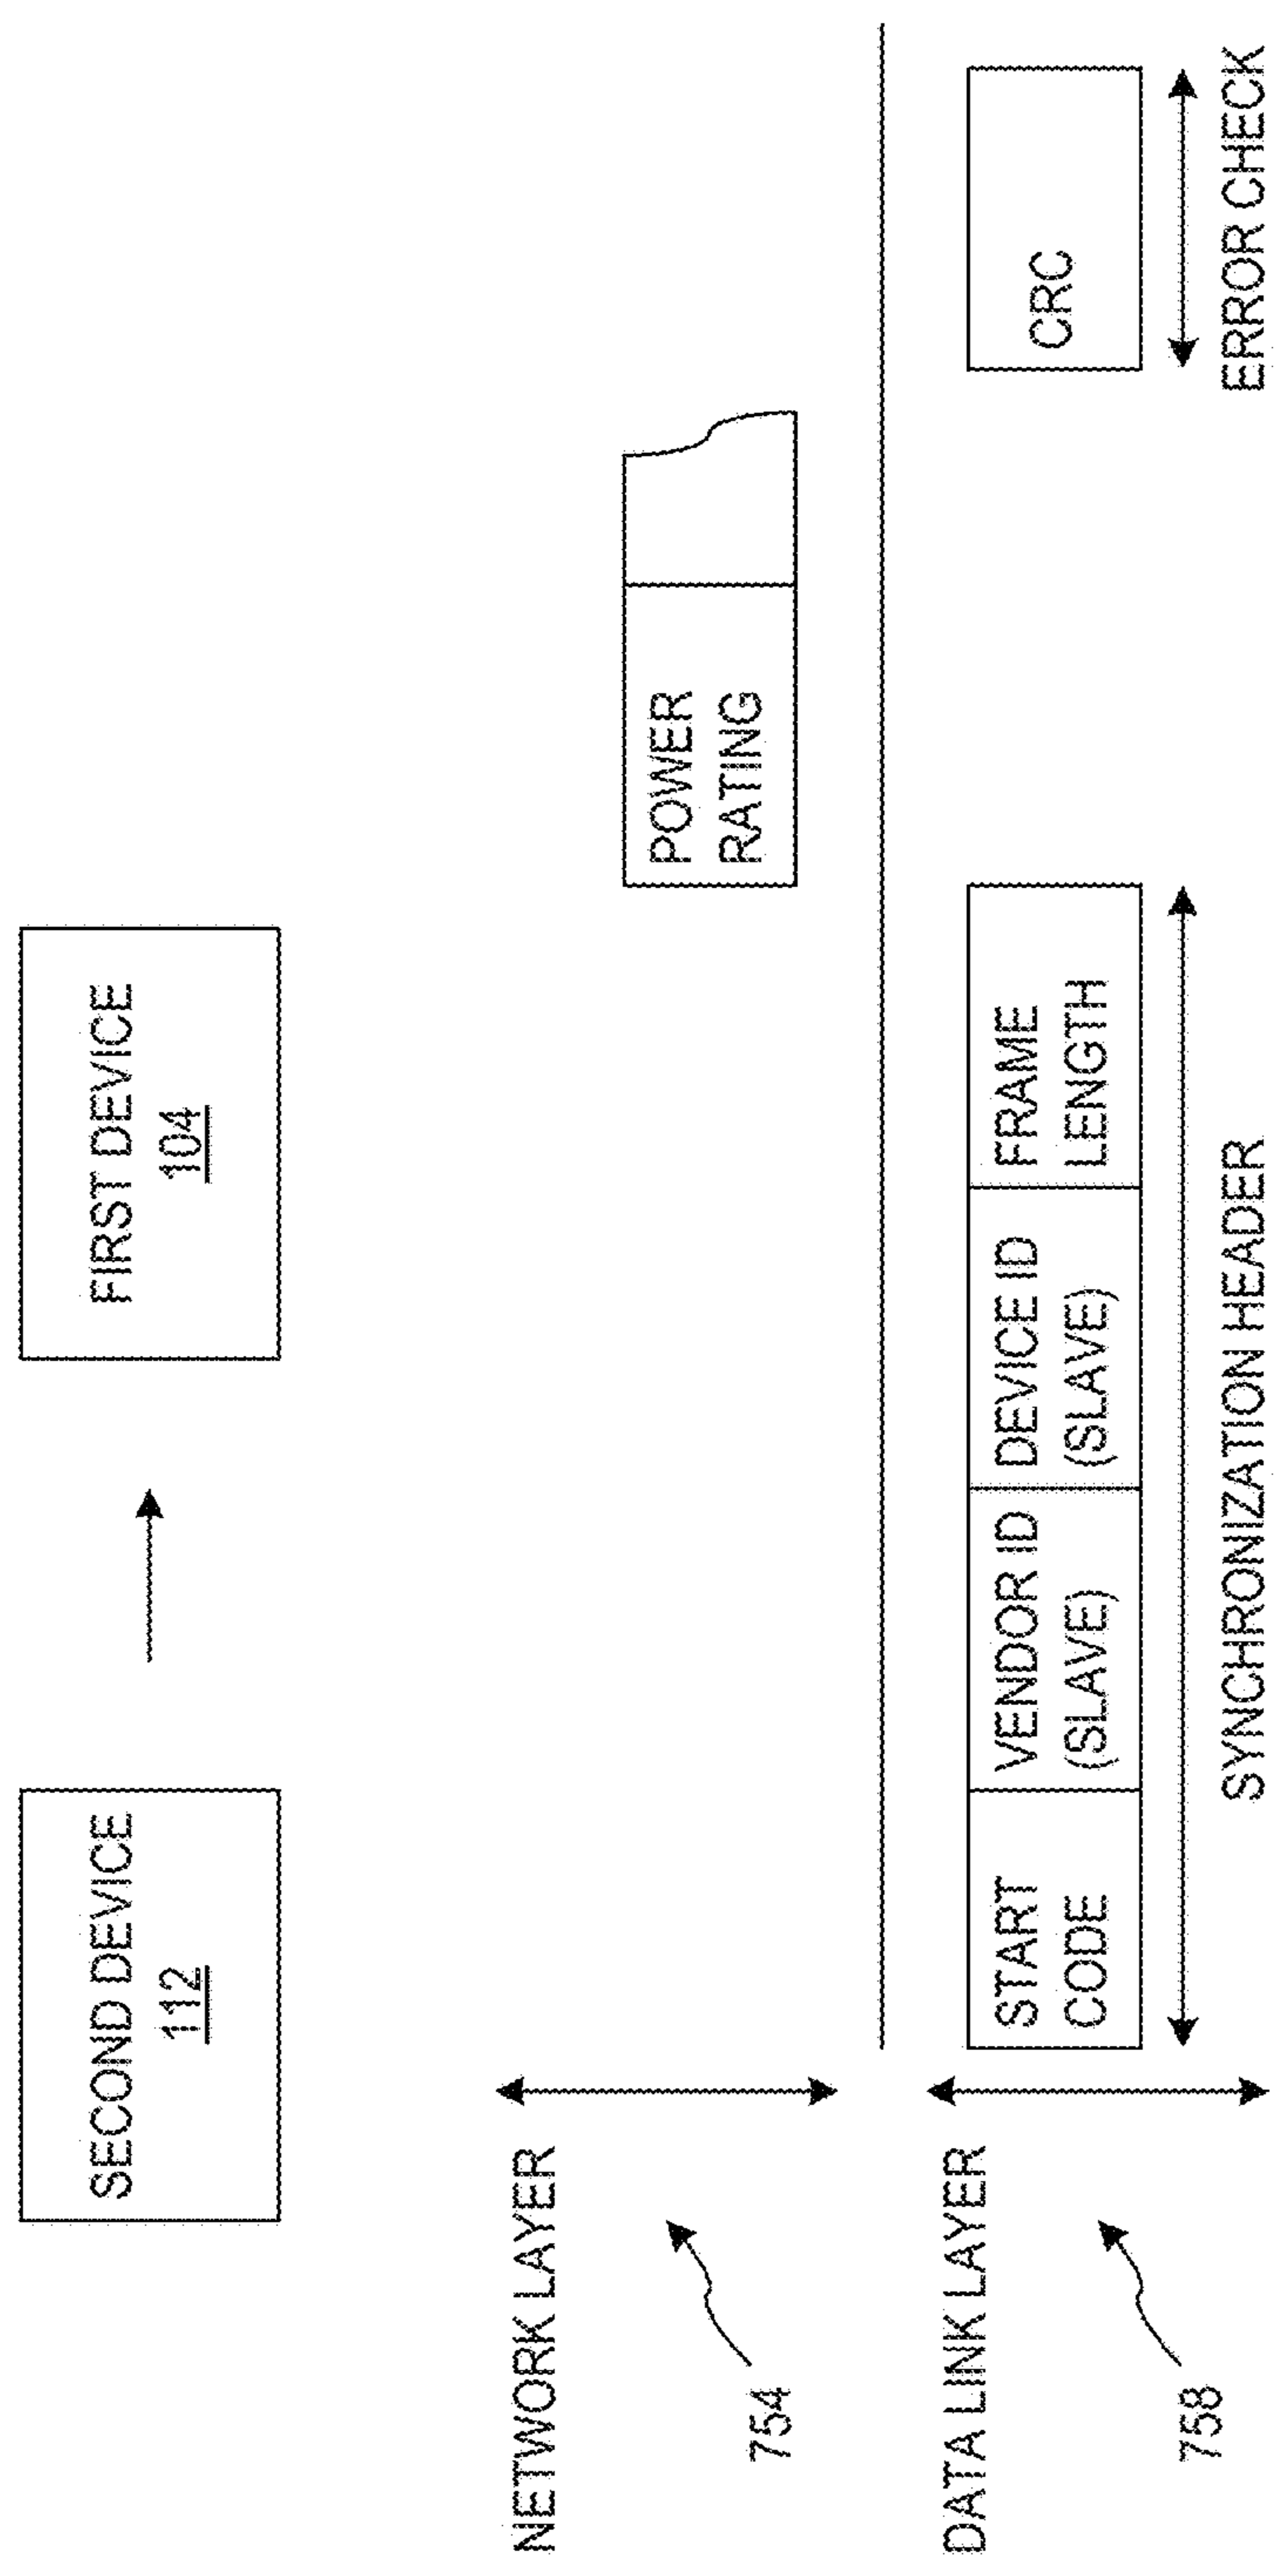 SECOND DEVICE
112
FIRST DEVICE
104
NETWORK LAYER
754
POWER
RATING
DATA LINK LAYER
758
START
CODE
VENDOR ID
(SLAVE)
DEVICE ID
(SLAVE)
FRAME
LENGTH
CRC
SYNCHRONIZATION HEADER
ERROR CHECK